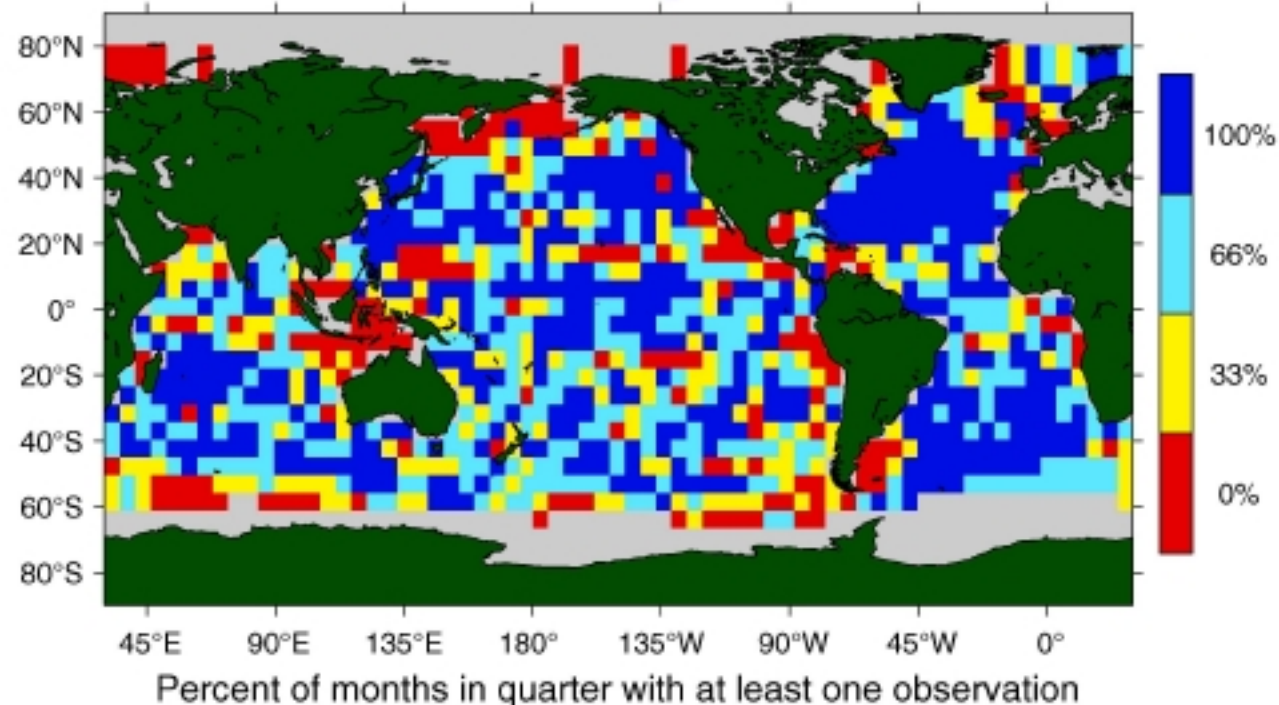 80°N
60°N
40°N
20°N
0°
20°S
40°S
60°S
80°S
45°E 90°E 135°E 180° 135°W 90°W 45°W 0°
100%
66%
33%
0%
Percent of months in quarter with at least one observation